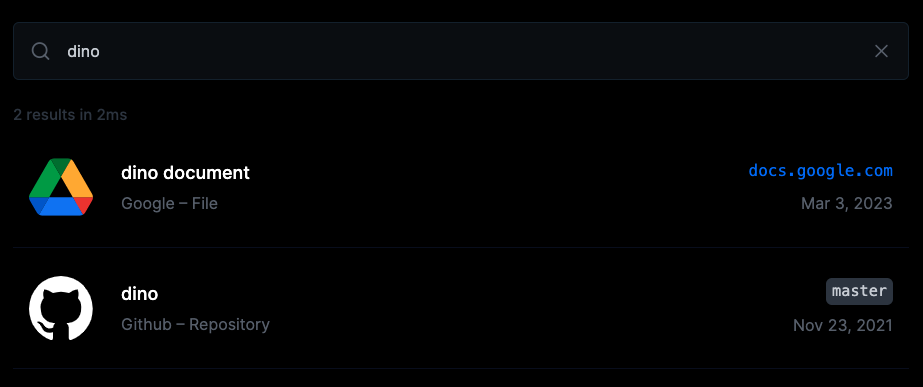 dino
2 results in 2ms
dino document
docs.google.com
Google – File
Mar 3, 2023
dino
master
Github – Repository
Nov 23, 2021